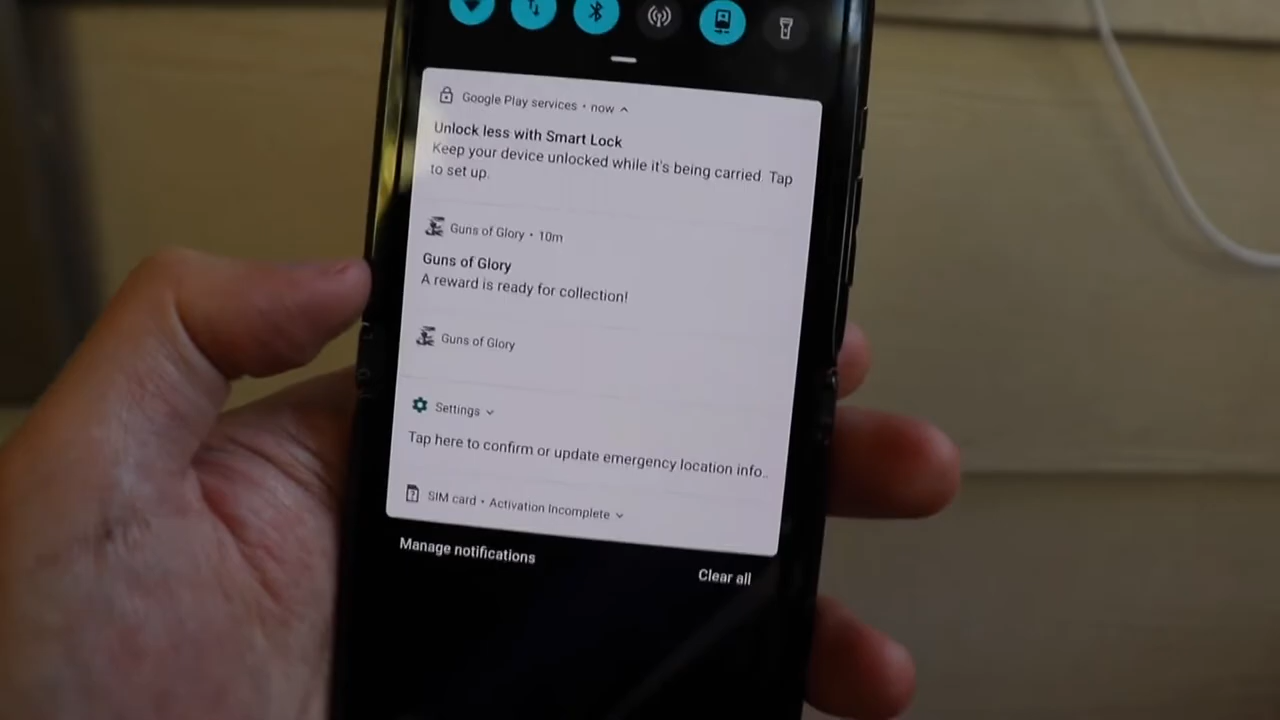 Google Play services • now
Unlock less with Smart Lock
Keep your device unlocked while it's being carried. Tap
to set up.
Guns of Glory • 10m
Guns of Glory
A reward is ready for collection!
Guns of Glory
Settings
Tap here to confirm or update emergency location info..
SIM card • Activation Incomplete
Manage notifications
Clear all